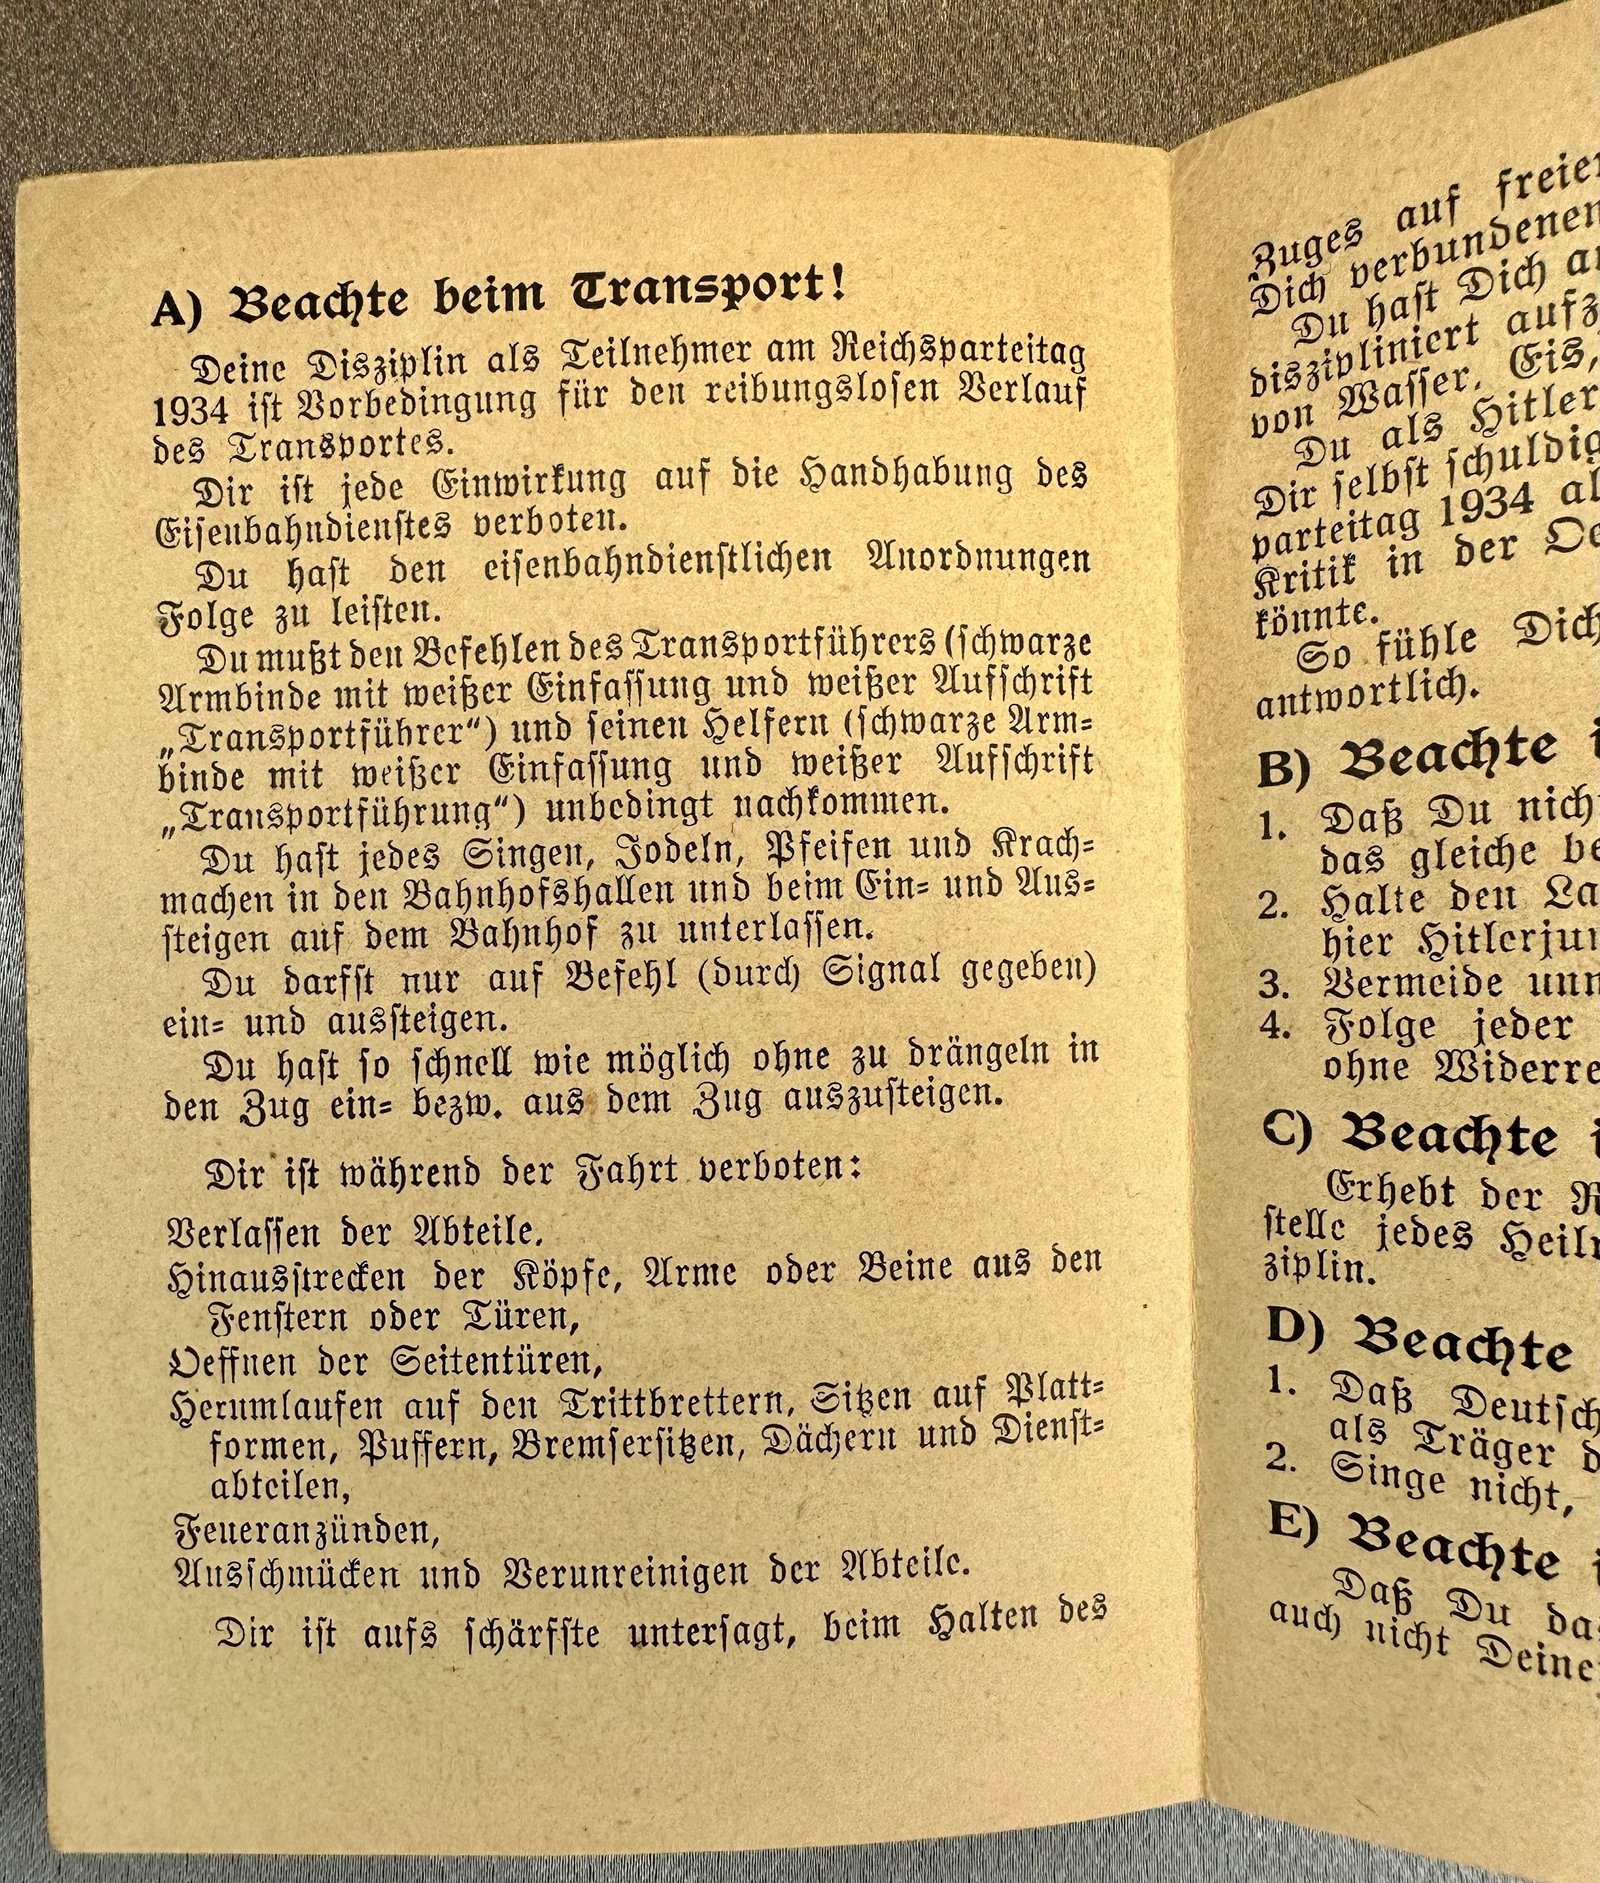 A) Beachte beim Transport!
Deine Disziplin als Teilnehmer am Reichsparteitag
1934 ist Vorbedingung für den reibungslosen Verlauf
des Transportes.
Dir ist jede Einwirkung auf die Handhabung des
Eisenbahndienstes verboten.
Du hast den eisenbahndienstlichen Anordnungen
Folge zu leisten.
Du mußt den Befehlen des Transportführers (schwarze
Armbinde mit weißer Einfassung und weißer Aufschrift
„Transportführer“) und seinen Helfern (schwarze Arm-
binde mit weißer Einfassung und weißer Aufschrift
„Transportführung“) unbedingt nachkommen.
Du hast jedes Singen, Jodeln, Pfeifen und Krach-
machen in den Bahnhofshallen und beim Ein- und Aus-
steigen auf dem Bahnhof zu unterlassen.
Du darfst nur auf Befehl (durch Signal gegeben)
ein- und aussteigen.
Du hast so schnell wie möglich ohne zu drängeln in
den Zug ein- bezw. aus dem Zug auszusteigen.
Dir ist während der Fahrt verboten:
Verlassen der Abteile.
Hinausstrecken der Köpfe, Arme oder Beine aus den
Fenstern oder Türen,
Oeffnen der Seitentüren,
Herumlaufen auf den Trittbrettern, Sitzen auf Platt-
formen, Puffern, Bremsersitzen, Dächern und Dienst-
abteilen,
Feueranzünden,
Ausschmücken und Verunreinigen der Abteile.
Dir ist aufs schärfste untersagt, beim Halten des
Zuges auf freier
Dich verbundenen
Du hast Dich
diszipliniert
von Wasser, Eis,
Du als Hitler
Dir selbst schuldig
parteitag 1934
Kritik in der
könnte.
So fühle Dich
antwortlich.
B) Beachte
1. Daß Du nicht
das gleiche
2. Halte den
hier
3. Vermeide
4. Folge jeder
ohne
C) Beachte
Erhebt der
stelle jedes
ziplin.
D) Beachte
1. Daß
als Träger
2. Singe nicht,
E) Beachte
Daß Du
auch nicht